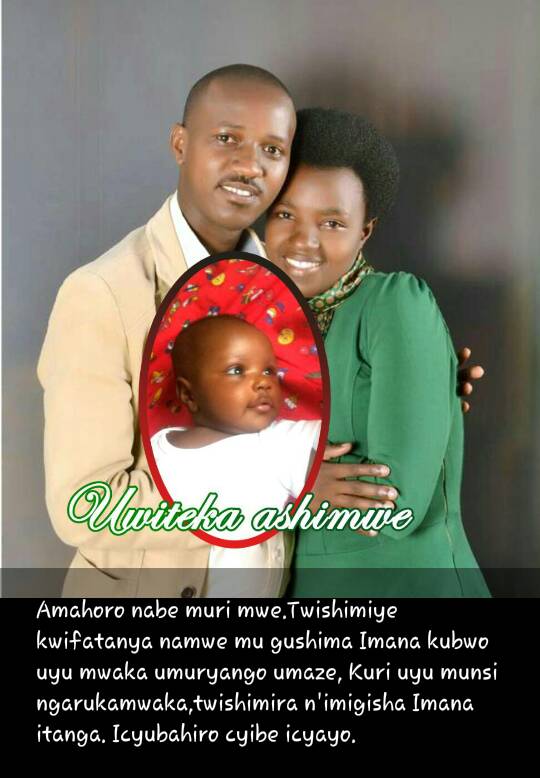 Uwiteka ashimwe
Amahoro nabe muri mwe.Twishimiye
kwifatanya namwe mu gushima Imana kubwo
uyu mwaka umuryango umaze, Kuri uyu munsi
ngarukamwaka,twishimira n'imigisha Imana
itanga. Icyubahiro cyibe icyayo.